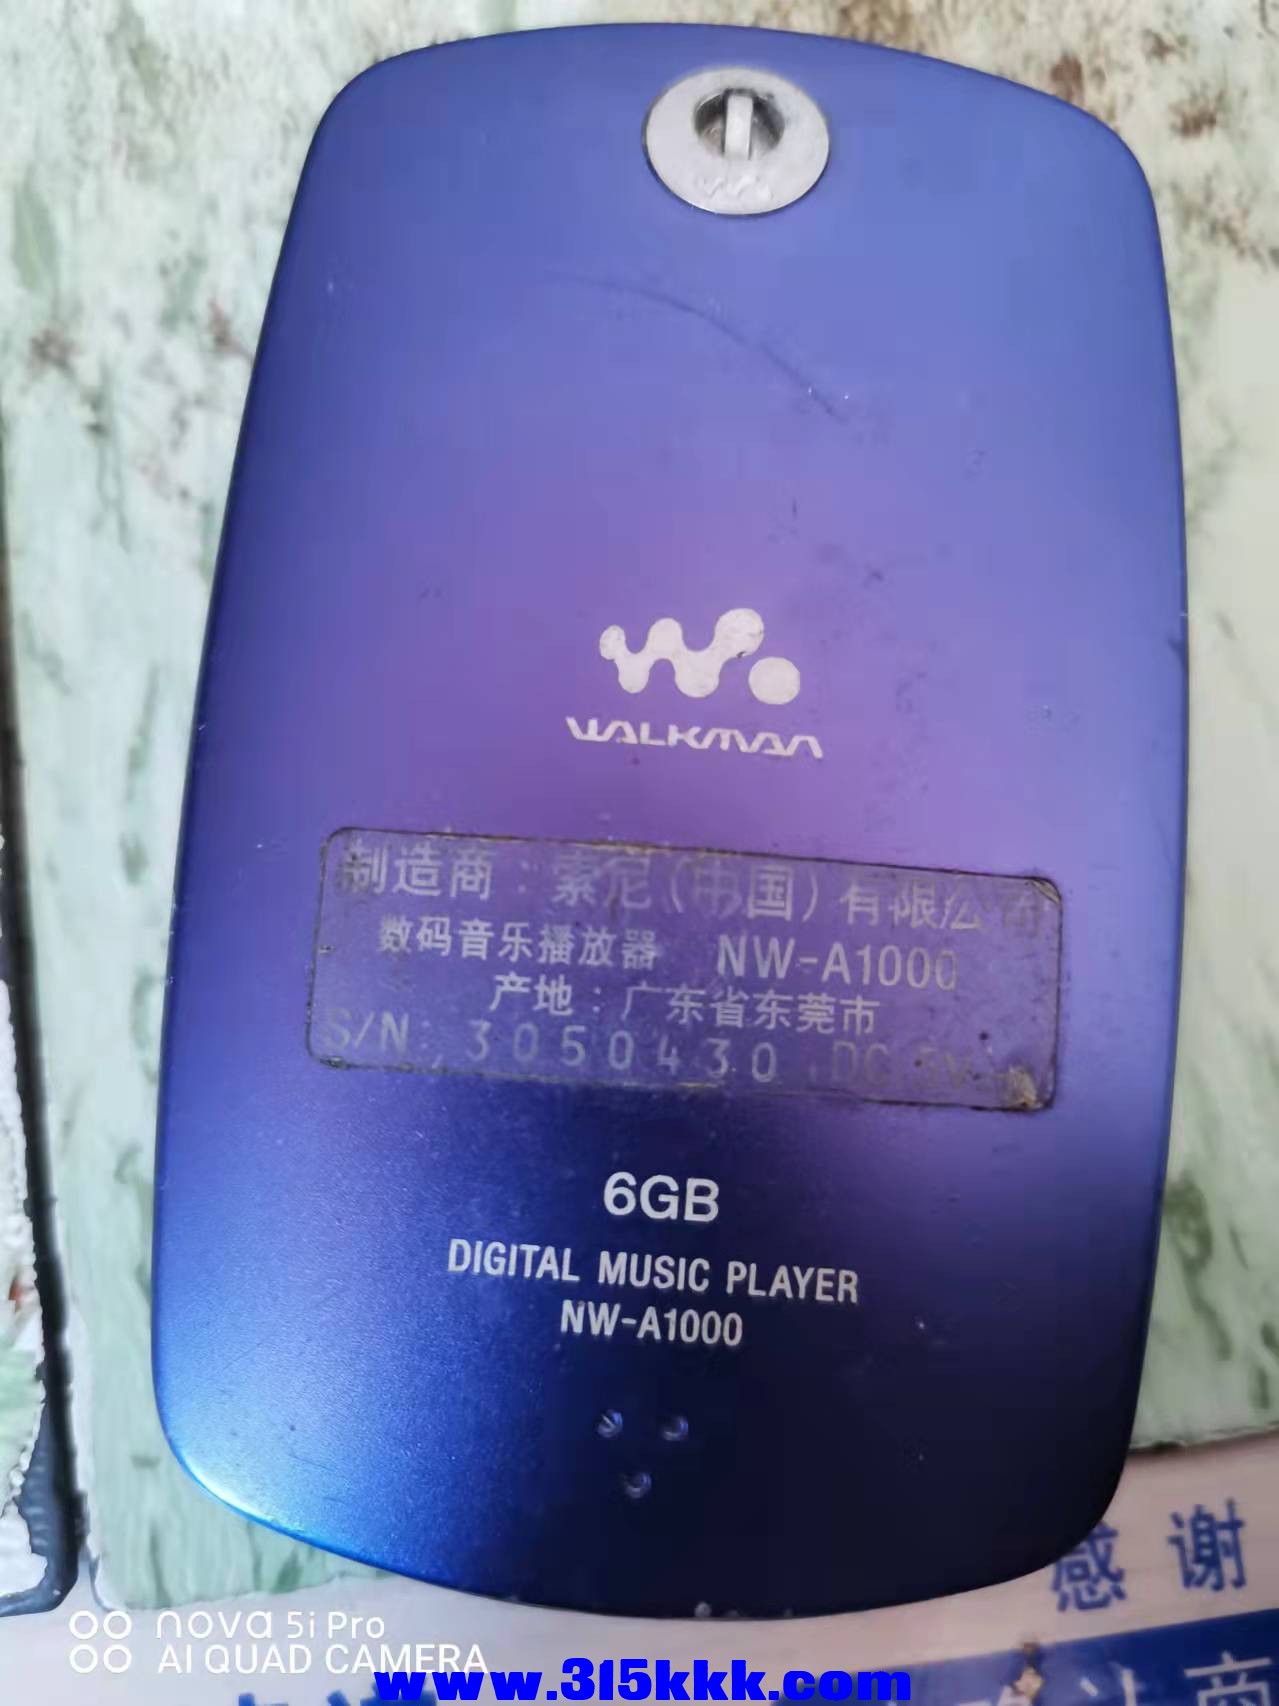 WALKMAN
制造商：索尼（中国）有限公司
数码音乐播放器 NW-A1000
产地：广东省东莞市
S/N 3050430 DC 5V
6GB
DIGITAL MUSIC PLAYER
NW-A1000
感谢
nova 5i Pro
AI QUAD CAMERA
www.315kkk.com
商